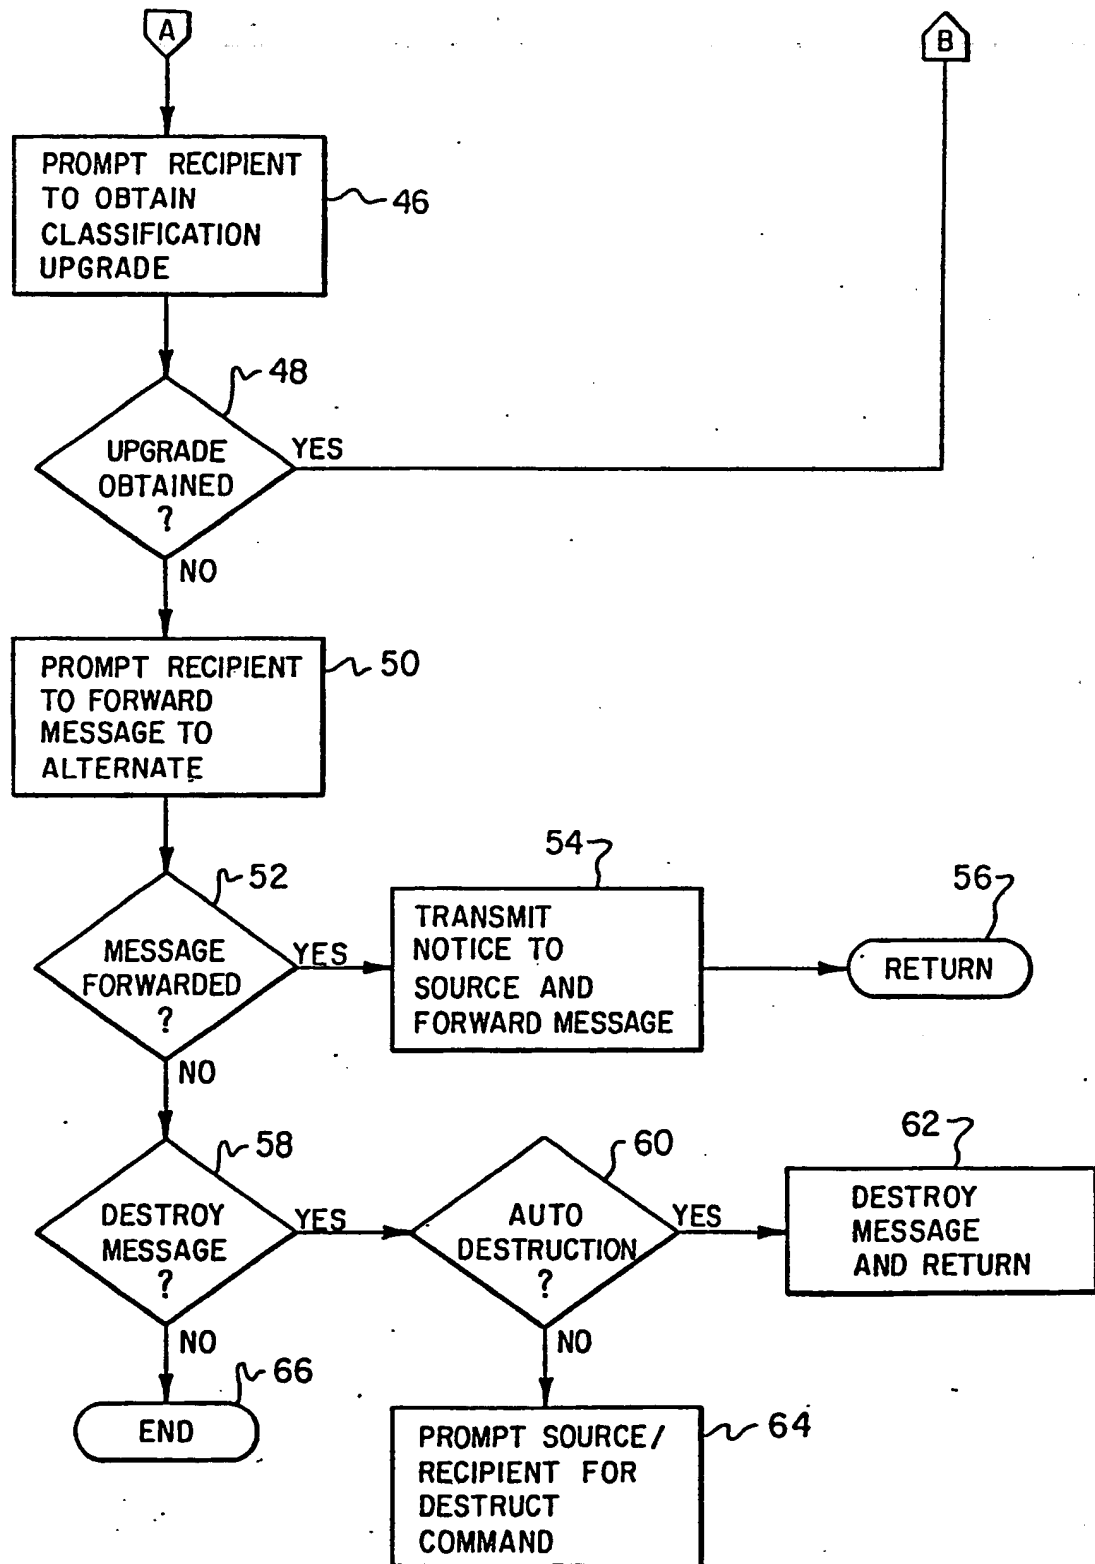 A
B
PROMPT RECIPIENT
TO OBTAIN
CLASSIFICATION
UPGRADE
46
48
UPGRADE
OBTAINED
?
YES
NO
PROMPT RECIPIENT
TO FORWARD
MESSAGE TO
ALTERNATE
50
52
MESSAGE
FORWARDED
?
YES
NO
54
TRANSMIT
NOTICE TO
SOURCE AND
FORWARD MESSAGE
56
RETURN
58
DESTROY
MESSAGE
?
YES
NO
60
AUTO
DESTRUCTION
?
YES
NO
62
DESTROY
MESSAGE
AND RETURN
66
END
64
PROMPT SOURCE/
RECIPIENT FOR
DESTRUCT
COMMAND